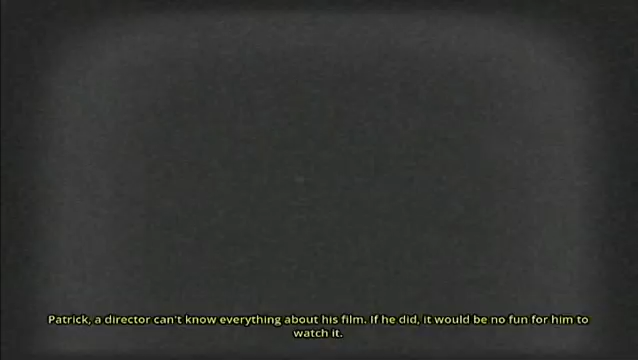 Patrick, a director can't know everything about his film. If he did, it would be no fun for him to
watch it.